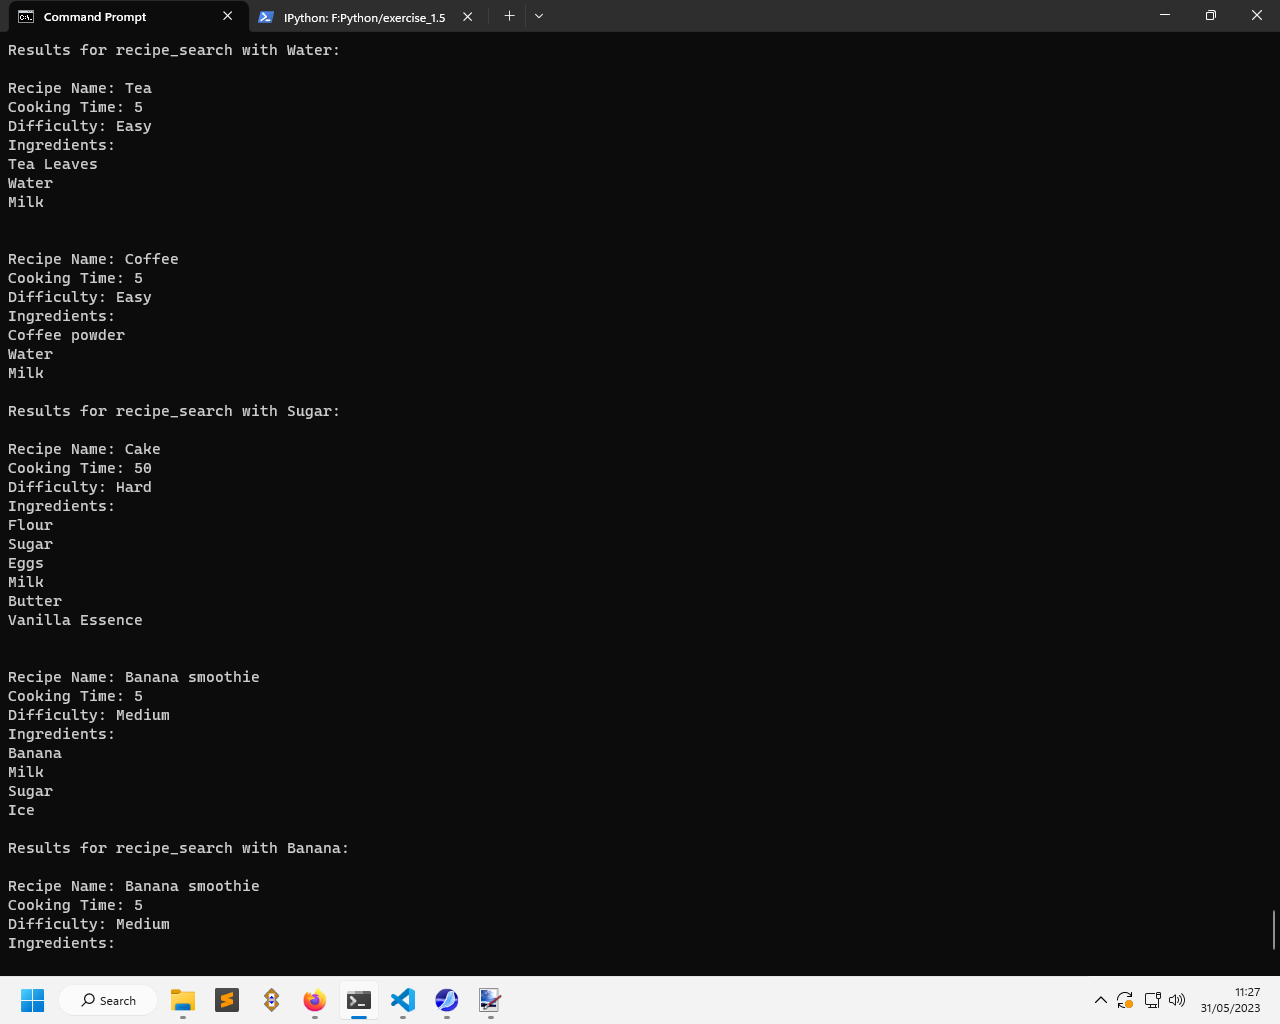 Command Prompt
IPython: F:Python/exercise_1.5
Results for recipe_search with Water:
Recipe Name: Tea
Cooking Time: 5
Difficulty: Easy
Ingredients:
Tea Leaves
Water
Milk
Recipe Name: Coffee
Cooking Time: 5
Difficulty: Easy
Ingredients:
Coffee powder
Water
Milk
Results for recipe_search with Sugar:
Recipe Name: Cake
Cooking Time: 50
Difficulty: Hard
Ingredients:
Flour
Sugar
Eggs
Milk
Butter
Vanilla Essence
Recipe Name: Banana smoothie
Cooking Time: 5
Difficulty: Medium
Ingredients:
Banana
Milk
Sugar
Ice
Results for recipe_search with Banana:
Recipe Name: Banana smoothie
Cooking Time: 5
Difficulty: Medium
Ingredients:
Search
11:27
31/05/2023